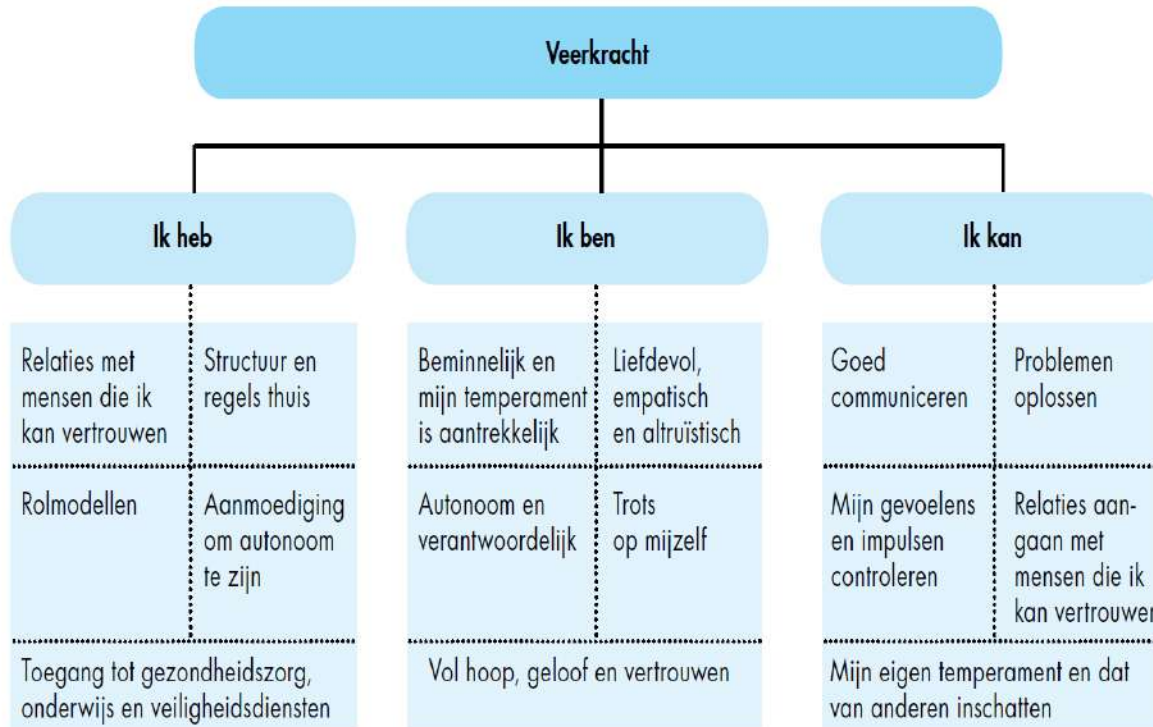 Veerkracht
Ik heb
Ik ben
Ik kan
Relaties met
mensen die ik
kan vertrouwen
Structuur en
regels thuis
Rolmodellen
Aanmoediging
om autonoom
te zijn
Toegang tot gezondheidszorg,
onderwijs en veiligheidsdiensten
Beminnelijk en
mijn temperament
is aantrekkelijk
Liefdevol,
empatisch
en altruïstisch
Autonoom en
verantwoordelijk
Trots
op mijzelf
Vol hoop, geloof en vertrouwen
Goed
communiceren
Problemen
oplossen
Mijn gevoelens
en impulsen
controleren
Relaties aan-
gaan met
mensen die ik
kan vertrouwen
Mijn eigen temperament en dat
van anderen inschatten